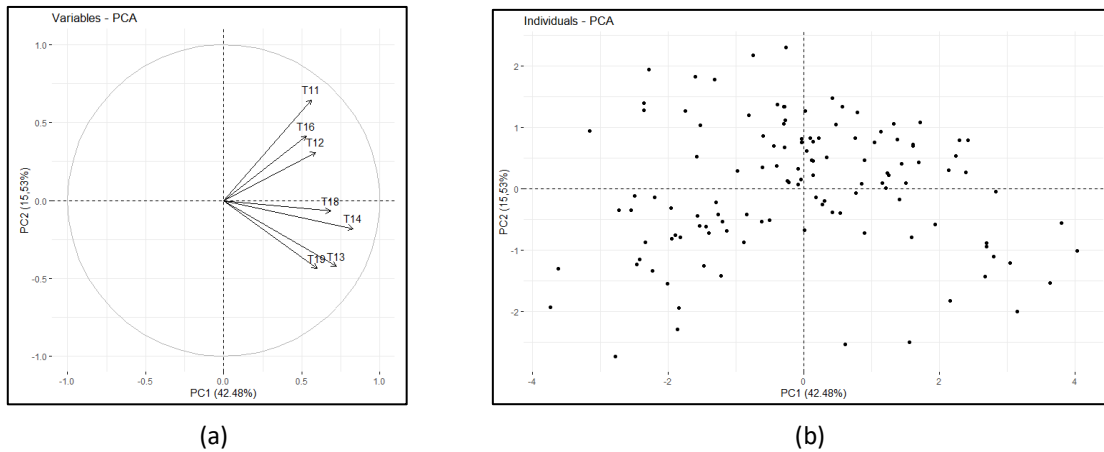 Variables - PCA
1.0
0.5
0.0
-0.5
-1.0
PC2 (15,53%)
T11
T16
T12
T18
T14
T19
T13
-1.0 -0.5 0.0 0.5 1.0
PC1 (42.48%)
(a)
Individuals - PCA
2
1
0
-1
-2
PC2 (15,53%)
-4 -2 0 2 4
PC1 (42.48%)
(b)